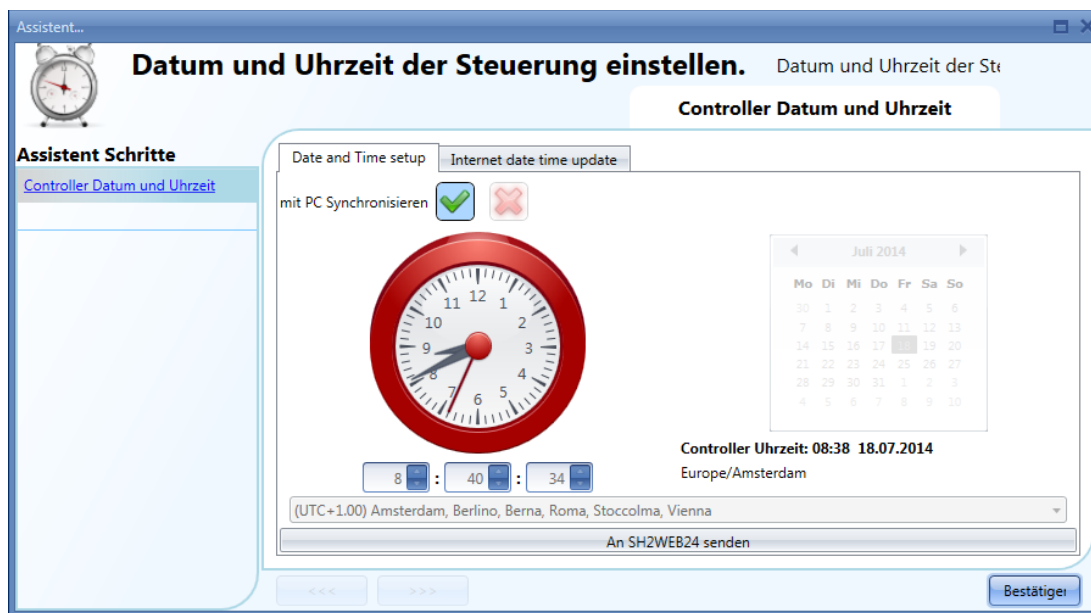 Assistent...
Datum und Uhrzeit der Steuerung einstellen. Datum und Uhrzeit der
Controller Datum und Uhrzeit
Assistent Schritte
Controller Datum und Uhrzeit
Date and Time setup Internet date time update
mit PC Synchronisieren
12
11 1
10 2
9 3
8 4
7 5
6
8 : 40 : 34
Juli 2014
Mo Di Mi Do Fr Sa So
30 1 2 3 4 5 6
7 8 9 10 11 12 13
14 15 16 17 18 19 20
21 22 23 24 25 26 27
28 29 30 31 1 2 3
4 5 6 7 8 9 10
Controller Uhrzeit: 08:38 18.07.2014
Europe/Amsterdam
(UTC+1.00) Amsterdam, Berlino, Berna, Roma, Stoccolma, Vienna
An SH2WEB24 senden
<<< >>>
Bestätiger